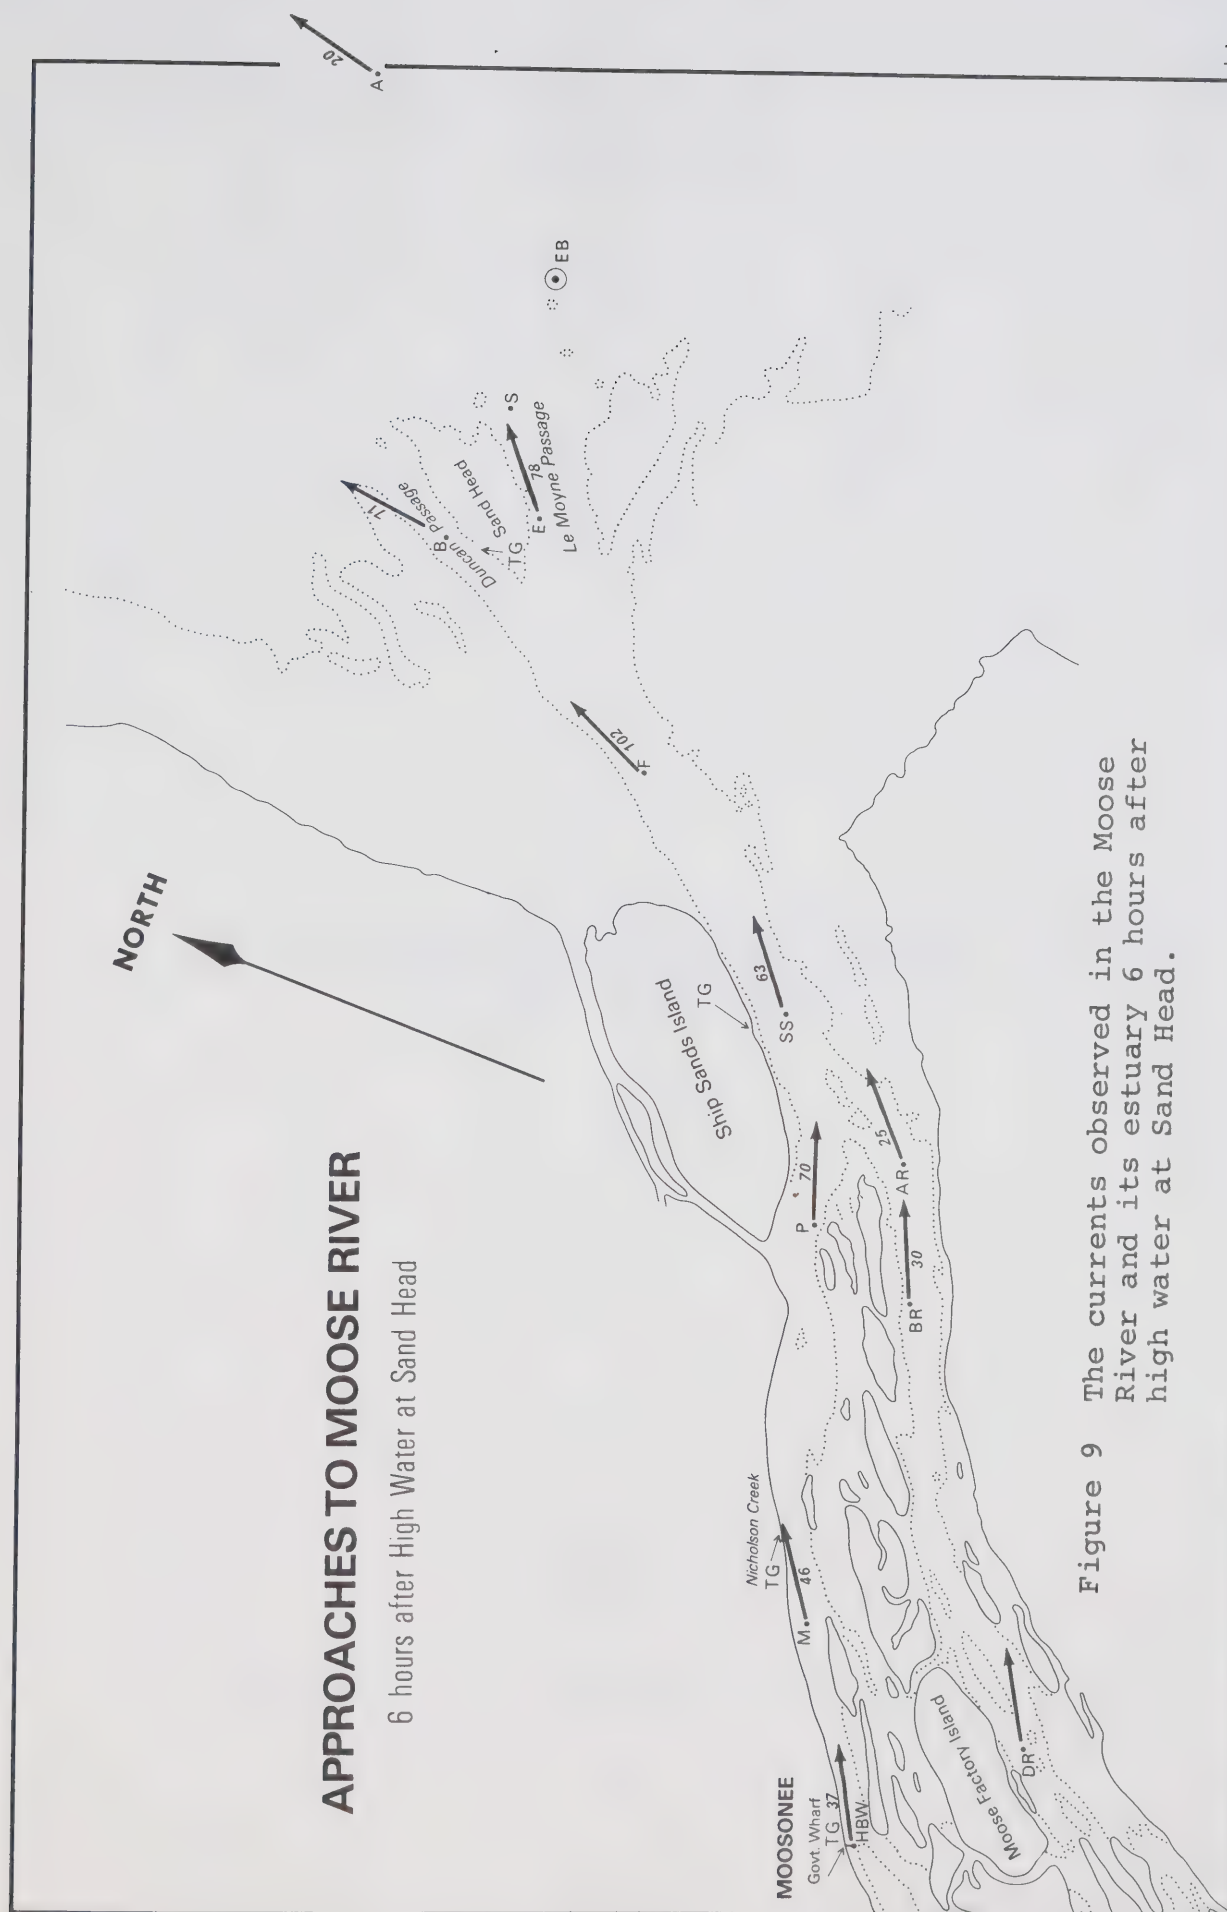 APPROACHES TO MOOSE RIVER
6 hours after High Water at Sand Head
NORTH
A
20
EB
S
78
E
Le Moyne Passage
Sand Head
TG
71
B
Duncan Passage
102
F
Ship Sands Island
TG
63
SS
70
P
25
AR
30
BR
Nicholson Creek
TG
46
M
MOOSONEE
Govt. Wharf
TG 37
HBW
Moose Factory Island
DR
Figure 9 The currents observed in the Moose
River and its estuary 6 hours after
high water at Sand Head.